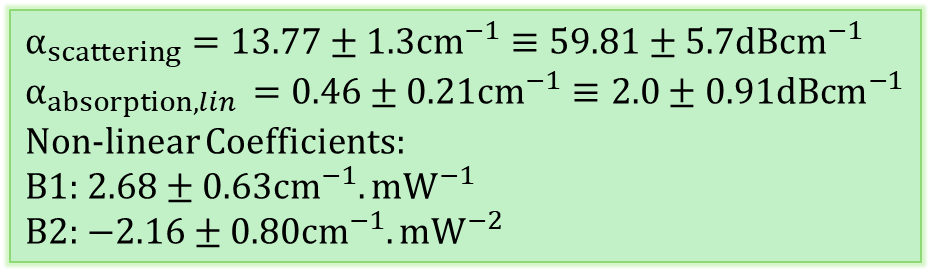 α_scattering = 13.77 ± 1.3cm⁻¹ ≡ 59.81 ± 5.7dBcm⁻¹
α_absorption,lin = 0.46 ± 0.21cm⁻¹ ≡ 2.0 ± 0.91dBcm⁻¹
Non-linear Coefficients:
B1: 2.68 ± 0.63cm⁻¹.mW⁻¹
B2: −2.16 ± 0.80cm⁻¹.mW⁻²